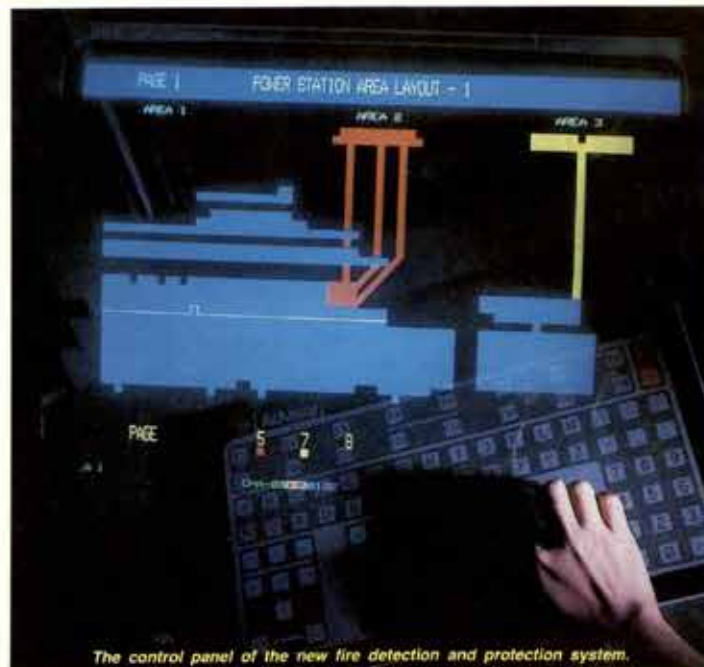 PAGE 1 POWER STATION AREA LAYOUT - 1
AREA 1 AREA 2 AREA 3
PAGE 5 7 8
The control panel of the new fire detection and protection system.